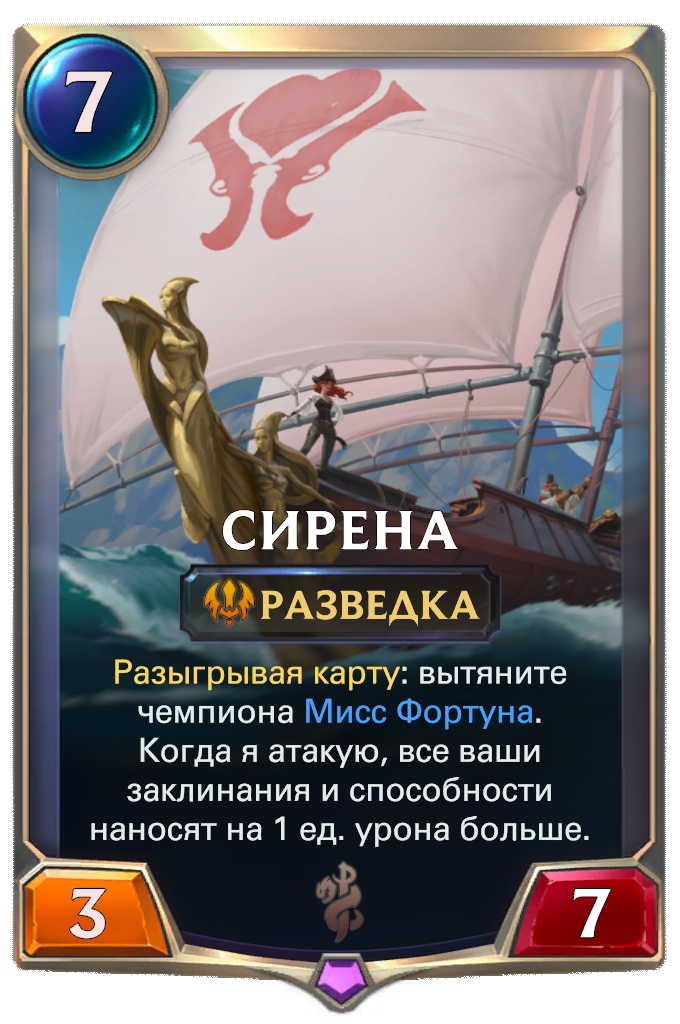 7
СИРЕНА
РАЗВЕДКА
Разыгрывая карту: вытяните
чемпиона Мисс Фортуна.
Когда я атакую, все ваши
заклинания и способности
наносят на 1 ед. урона больше.
3
7